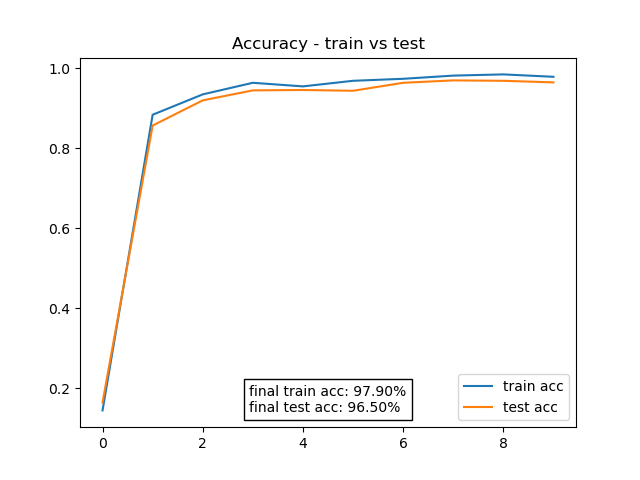 Accuracy - train vs test
1.0
0.8
0.6
0.4
0.2
final train acc: 97.90%
final test acc: 96.50%
train acc
test acc
0
2
4
6
8